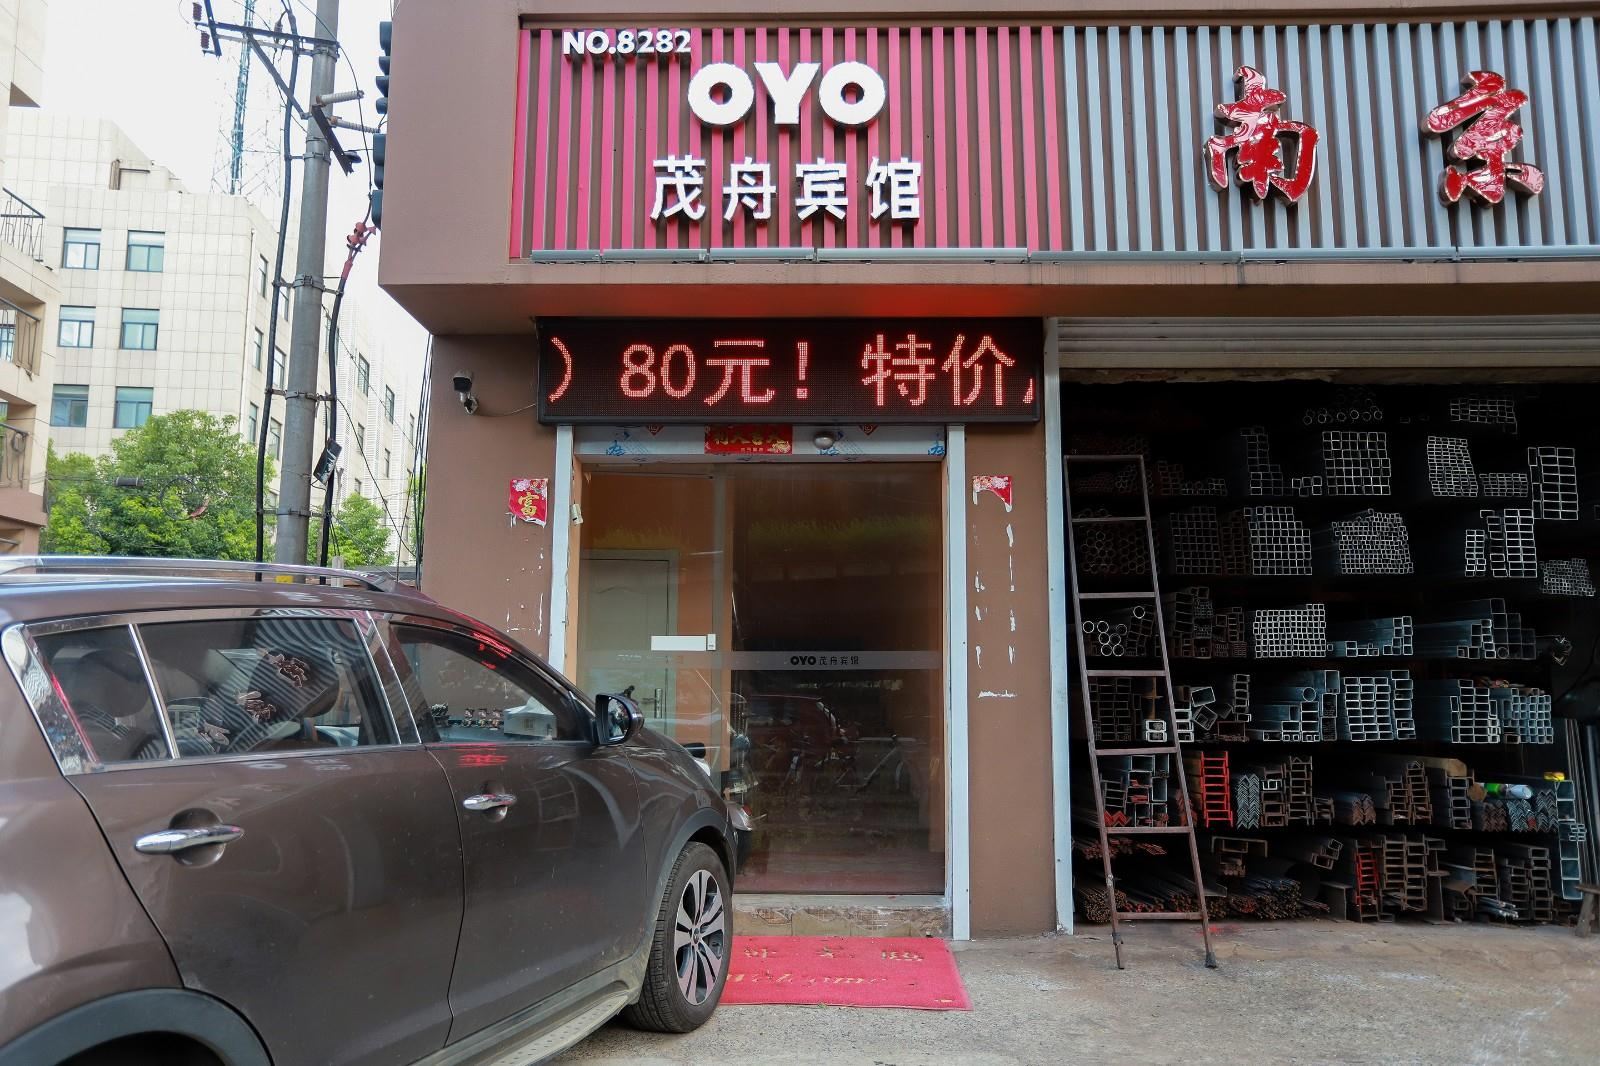 NO.8282
OYO
茂舟宾馆
南京
）80元！特价
富
OYO 茂舟宾馆
Welcome